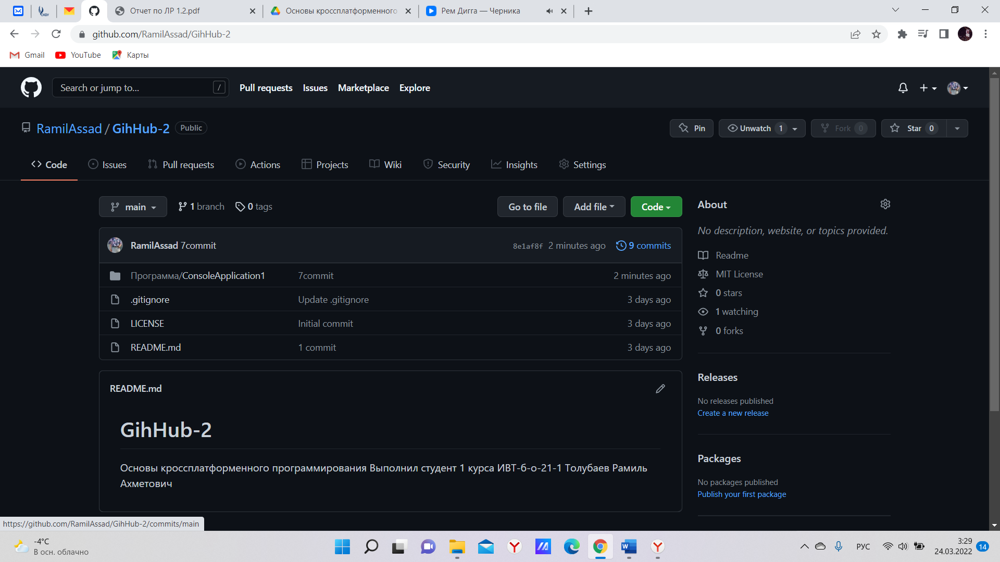 Отчет по ЛР 1.2.pdf
Основы кроссплатформенного
Рем Дигга — Черника
github.com/RamilAssad/GihHub-2
Gmail
YouTube
Карты
Search or jump to...
/
Pull requests
Issues
Marketplace
Explore
RamilAssad / GihHub-2
Public
Pin
Unwatch 1
Fork 0
Star 0
Code
Issues
Pull requests
Actions
Projects
Wiki
Security
Insights
Settings
main
1 branch
0 tags
Go to file
Add file
Code
RamilAssad 7commit
8e1af8f 2 minutes ago
9 commits
Программа/ConsoleApplication1
7commit
2 minutes ago
.gitignore
Update .gitignore
3 days ago
LICENSE
Initial commit
3 days ago
README.md
1 commit
3 days ago
README.md
GihHub-2
Основы кроссплатформенного программирования Выполнил студент 1 курса ИВТ-б-о-21-1 Толубаев Рамиль
Ахметович
About
No description, website, or topics provided.
Readme
MIT License
0 stars
1 watching
0 forks
Releases
No releases published
Create a new release
Packages
No packages published
Publish your first package
https://github.com/RamilAssad/GihHub-2/commits/main
-4°C
В осн. облачно
РУС
3:29
24.03.2022
14